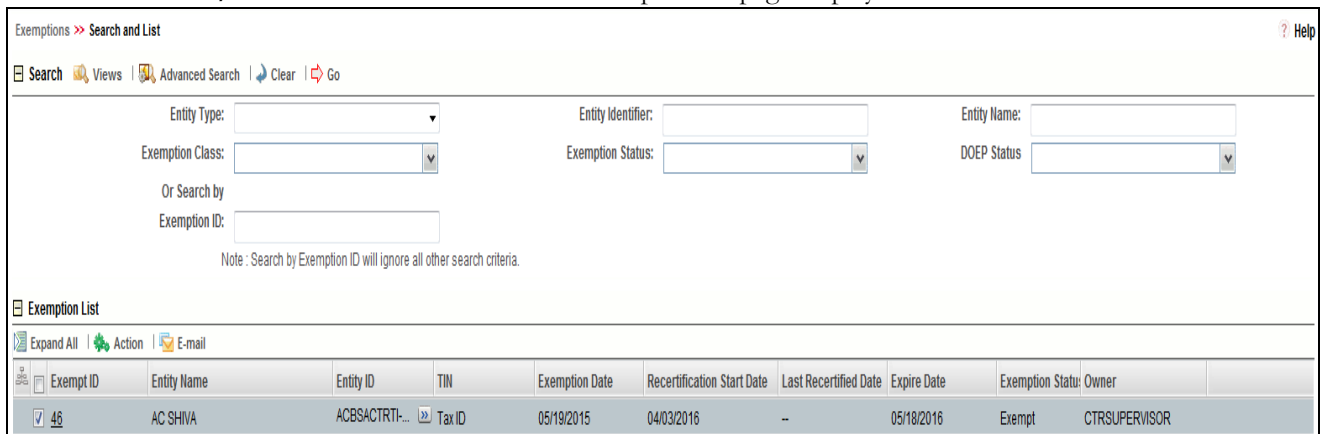 Exemptions >> Search and List ? Help
Search Views | Advanced Search | Clear | Go
Entity Type: Entity Identifier: Entity Name:
Exemption Class: Exemption Status: DOEP Status
Or Search by
Exemption ID:
Note : Search by Exemption ID will ignore all other search criteria.
Exemption List
Expand All | Action | E-mail
Exempt ID Entity Name Entity ID TIN Exemption Date Recertification Start Date Last Recertified Date Expire Date Exemption Statu Owner
46 AC SHIVA ACBSACTRTI-... Tax ID 05/19/2015 04/03/2016 -- 05/18/2016 Exempt CTRSUPERVISOR